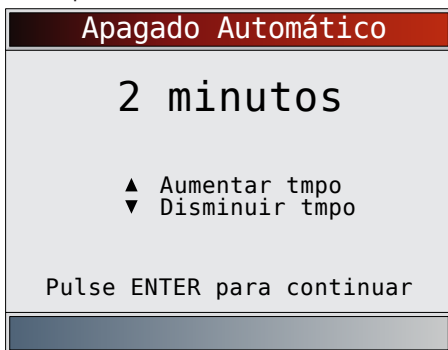 Apagado Automático
2 minutos
▲ Aumentar tmpo
▼ Disminuir tmpo
Pulse ENTER para continuar